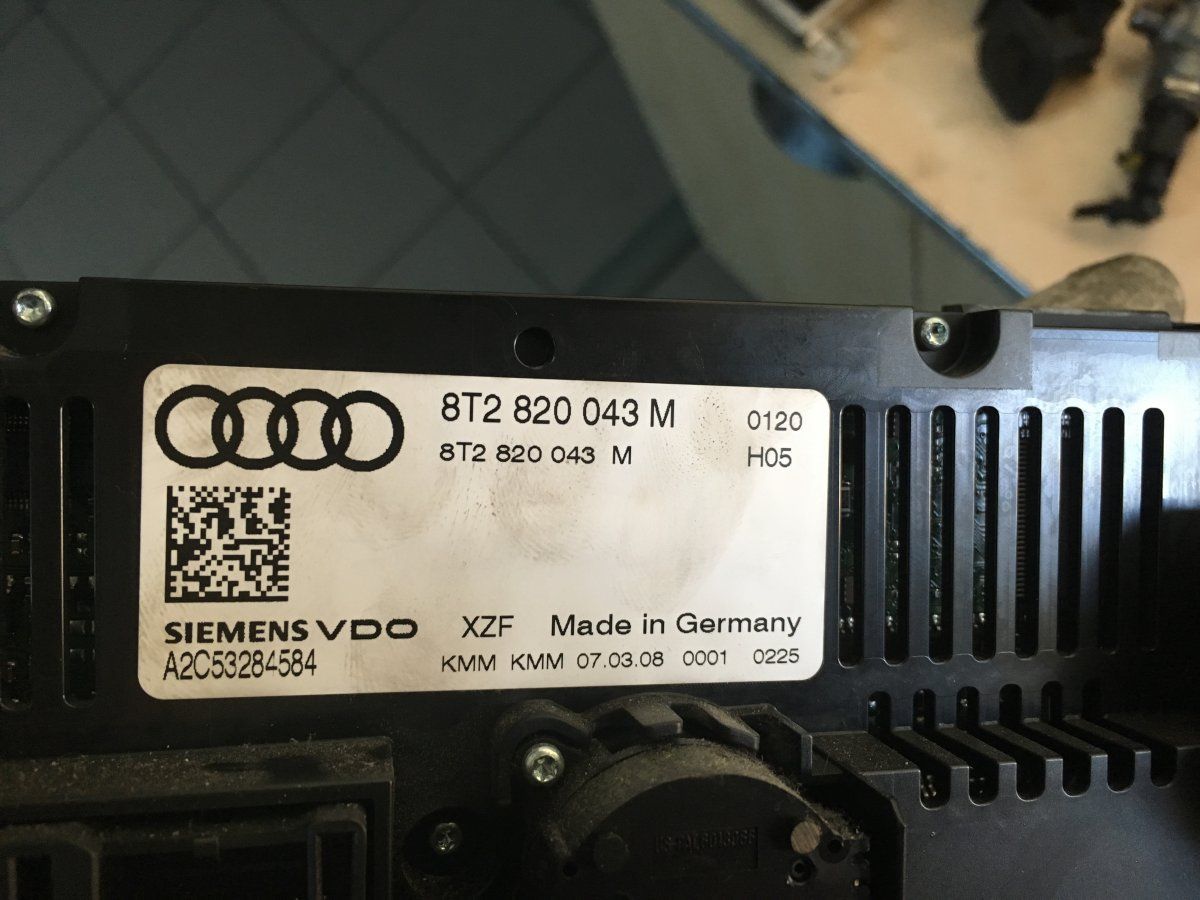 8T2 820 043 M 0120
8T2 820 043 M H05
SIEMENS VDO XZF Made in Germany
A2C53284584 KMM KMM 07.03.08 0001 0225